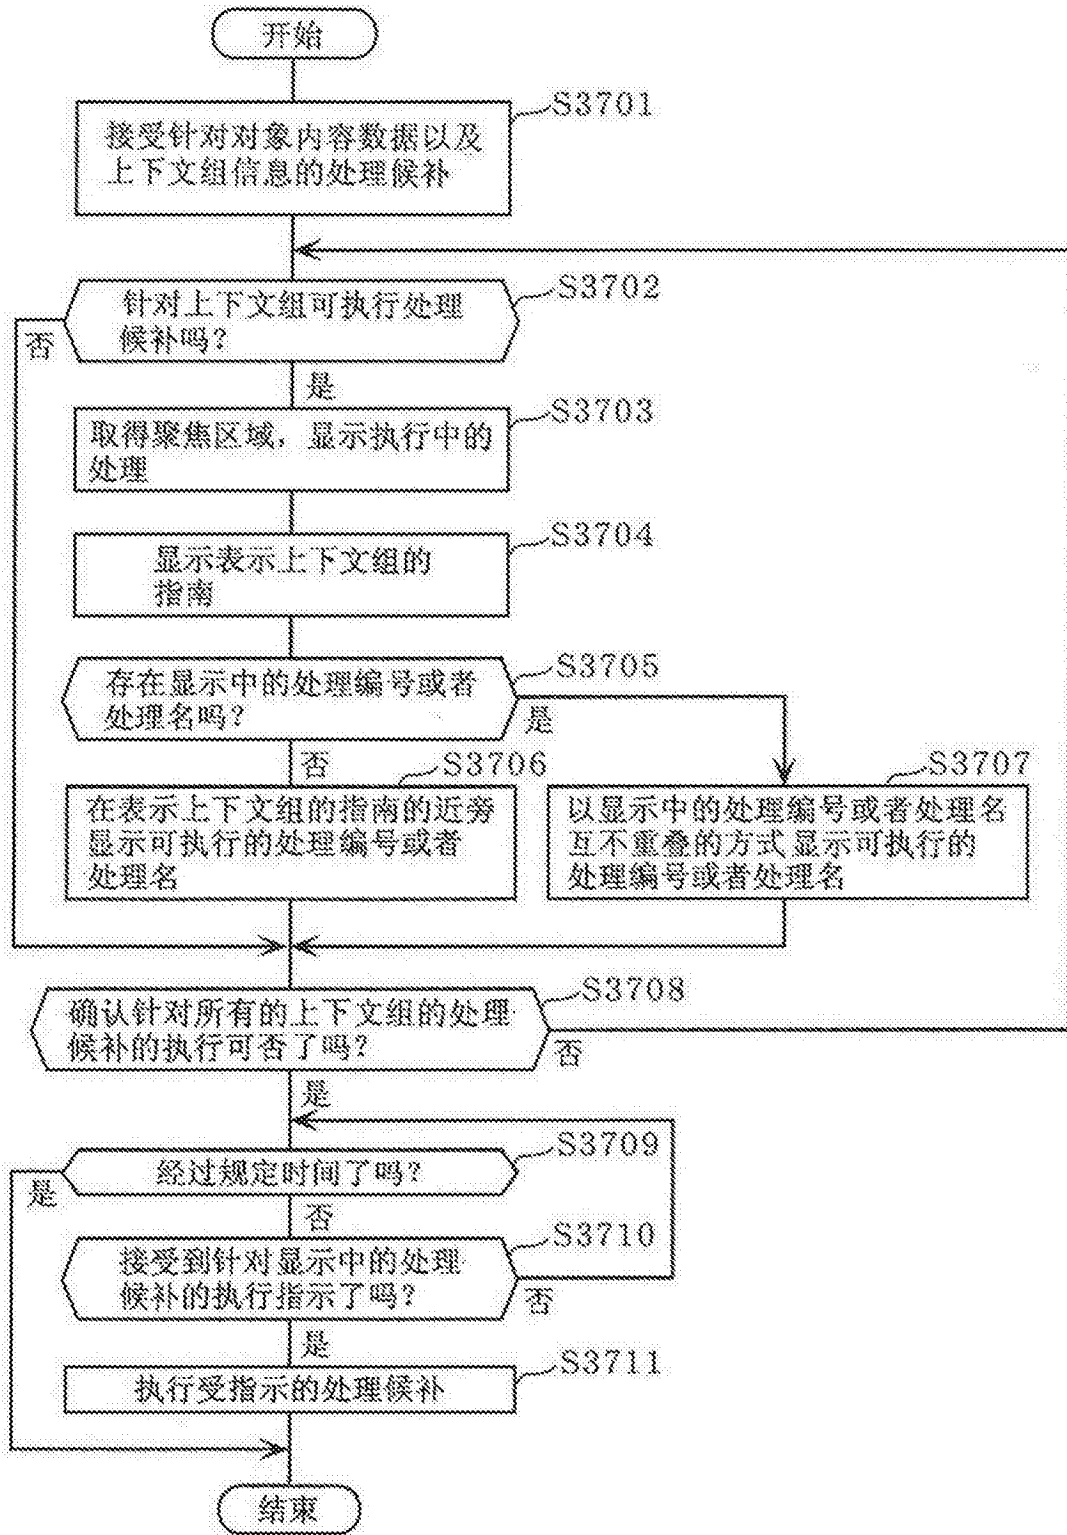 开始
S3701
接受针对对象内容数据以及
上下文组信息的处理候补
S3702
针对上下文组可执行处理
候补吗？
否
是
S3703
取得聚焦区域，显示执行中的
处理
S3704
显示表示上下文组的
指南
S3705
存在显示中的处理编号或者
处理名吗？
是
否
S3706
在表示上下文组的指南的近旁
显示可执行的处理编号或者
处理名
S3707
以显示中的处理编号或者处理名
互不重叠的方式显示可执行的
处理编号或者处理名
S3708
确认针对所有的上下文组的处理
候补的执行可否了吗？
否
是
S3709
经过规定时间了吗？
是
否
S3710
接受到针对显示中的处理
候补的执行指示了吗？
否
是
S3711
执行受指示的处理候补
结束